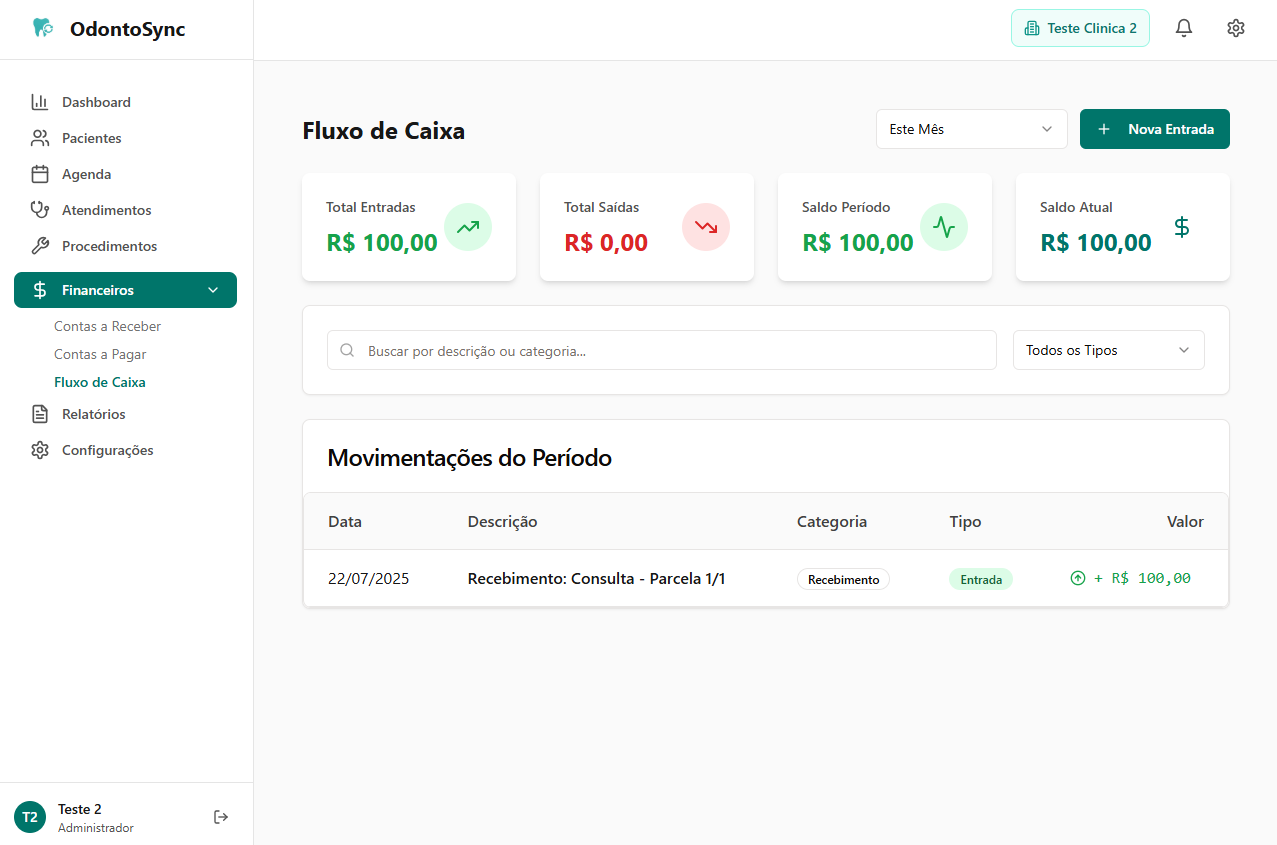 OdontoSync
Teste Clinica 2
Dashboard
Pacientes
Agenda
Atendimentos
Procedimentos
Financeiros
Contas a Receber
Contas a Pagar
Fluxo de Caixa
Relatórios
Configurações
T2
Teste 2
Administrador
Fluxo de Caixa
Este Mês
+ Nova Entrada
Total Entradas
R$ 100,00
Total Saídas
R$ 0,00
Saldo Período
R$ 100,00
Saldo Atual
R$ 100,00
Buscar por descrição ou categoria...
Todos os Tipos
Movimentações do Período
Data Descrição Categoria Tipo Valor
22/07/2025 Recebimento: Consulta - Parcela 1/1 Recebimento Entrada + R$ 100,00